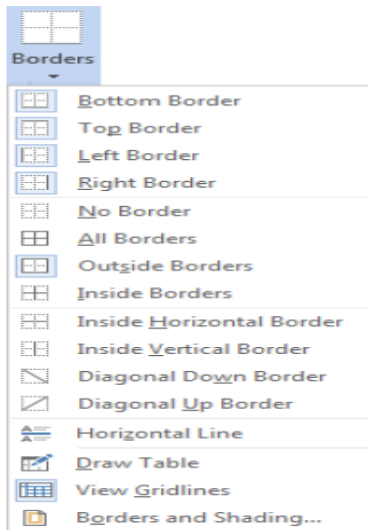 Borders
Bottom Border
Top Border
Left Border
Right Border
No Border
All Borders
Outside Borders
Inside Borders
Inside Horizontal Border
Inside Vertical Border
Diagonal Down Border
Diagonal Up Border
Horizontal Line
Draw Table
View Gridlines
Borders and Shading...